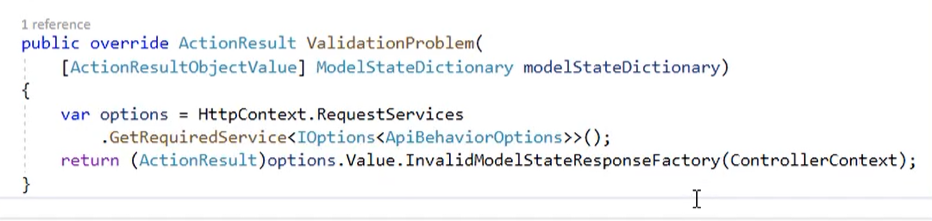 1 reference
public override ActionResult ValidationProblem(
[ActionResultObjectValue] ModelStateDictionary modelStateDictionary)
{
var options = HttpContext.RequestServices
.GetRequiredService<IOptions<ApiBehaviorOptions>>();
return (ActionResult)options.Value.InvalidModelStateResponseFactory(ControllerContext);
}